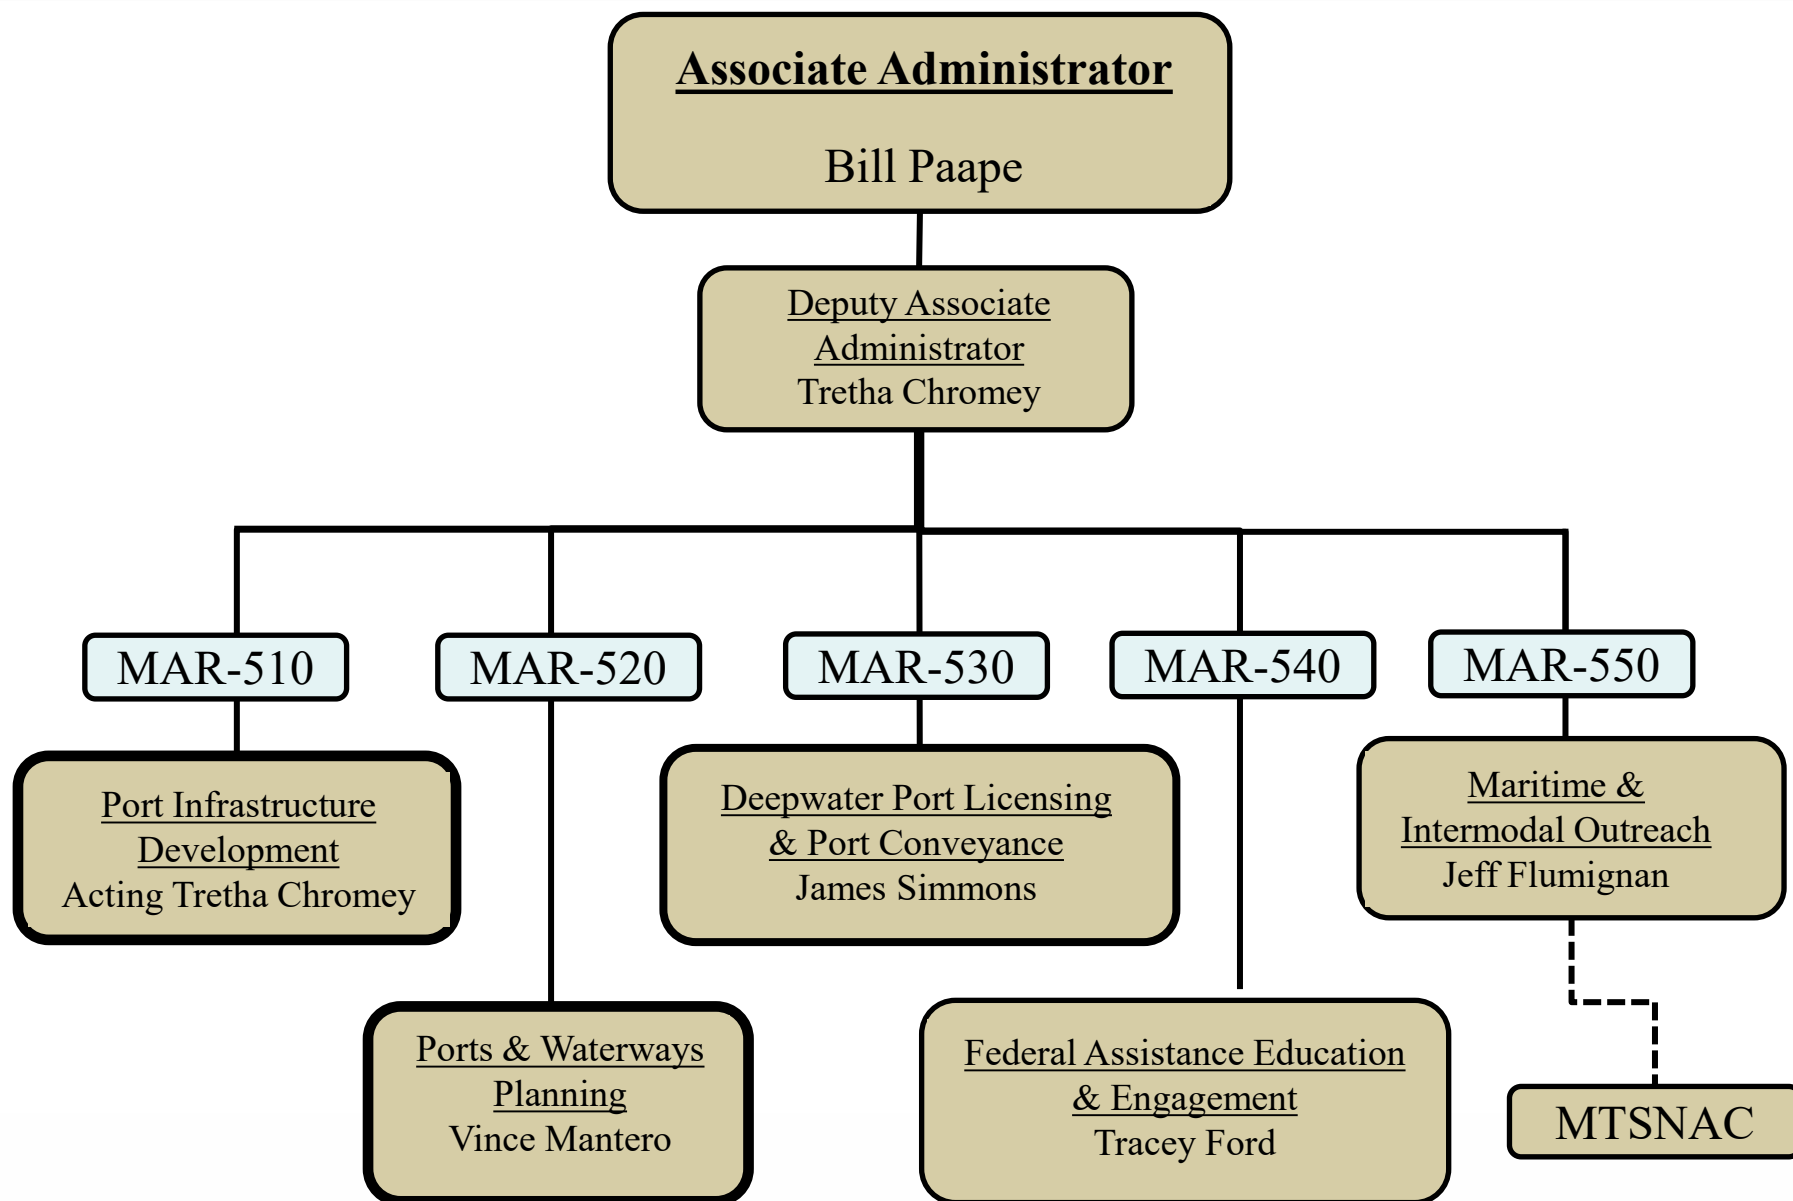 Associate Administrator
Bill Paape
Deputy Associate
Administrator
Tretha Chromey
MAR-510
MAR-520
MAR-530
MAR-540
MAR-550
Port Infrastructure
Development
Acting Tretha Chromey
Deepwater Port Licensing
& Port Conveyance
James Simmons
Maritime &
Intermodal Outreach
Jeff Flumignan
Ports & Waterways
Planning
Vince Mantero
Federal Assistance Education
& Engagement
Tracey Ford
MTSNAC